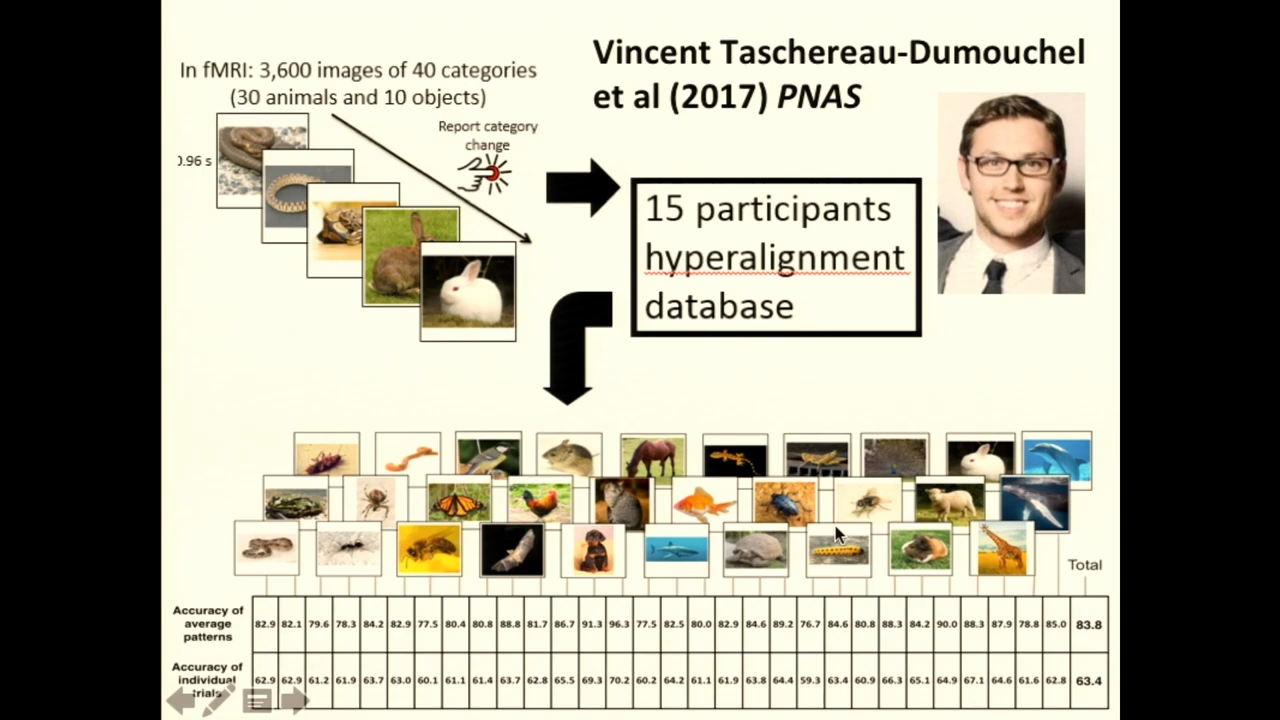 Vincent Taschereau-Dumouchel
et al (2017) PNAS
In fMRI: 3,600 images of 40 categories
(30 animals and 10 objects)
Report category
change
0.96 s
15 participants
hyperalignment
database
Total
Accuracy of
average
patterns
82.9 82.1 79.6 78.3 84.2 82.9 77.5 80.4 80.8 88.8 81.7 86.7 91.3 96.3 77.5 82.5 80.0 82.9 84.6 89.2 76.7 84.6 80.8 88.3 84.2 90.0 88.3 87.9 78.8 85.0 83.8
Accuracy of
individual
trials
62.9 62.9 61.2 61.9 63.7 63.0 60.1 61.1 61.4 63.7 62.8 65.5 69.3 70.2 60.2 64.2 61.1 61.9 63.8 64.4 59.3 63.4 60.9 66.3 65.1 64.9 67.1 64.6 61.6 62.8 63.4